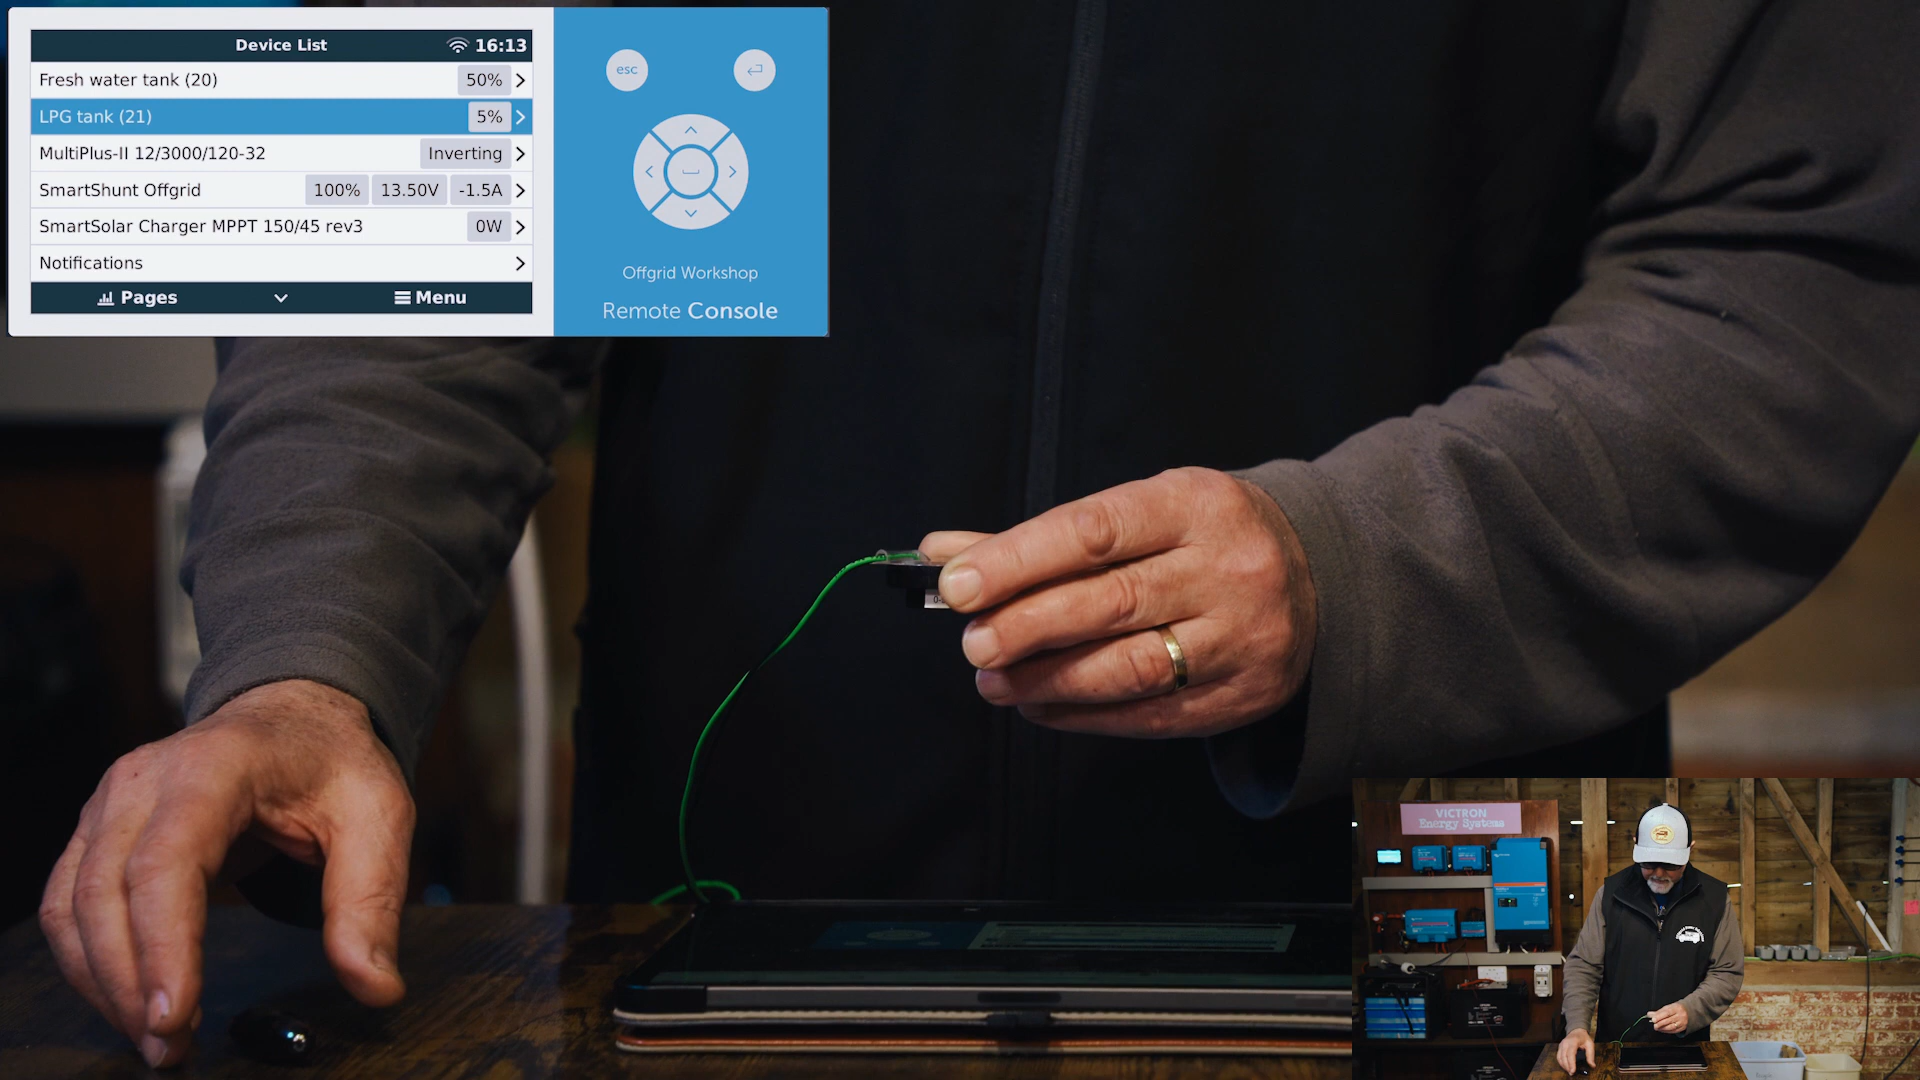 Device List 16:13
Fresh water tank (20) 50%
LPG tank (21) 5%
MultiPlus-II 12/3000/120-32 Inverting
SmartShunt Offgrid 100% 13.50V -1.5A
SmartSolar Charger MPPT 150/45 rev3 0W
Notifications
Pages Menu
esc
Offgrid Workshop
Remote Console
VICTRON
Energy Systems